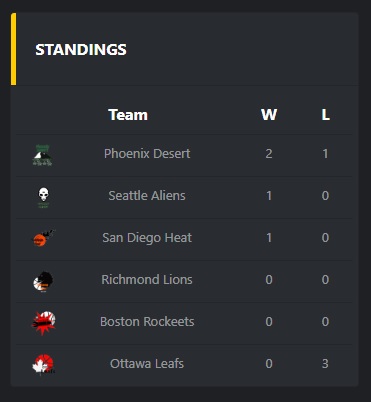 STANDINGS
Team W L
Phoenix Desert 2 1
Seattle Aliens 1 0
San Diego Heat 1 0
Richmond Lions 0 0
Boston Rockeets 0 0
Ottawa Leafs 0 3